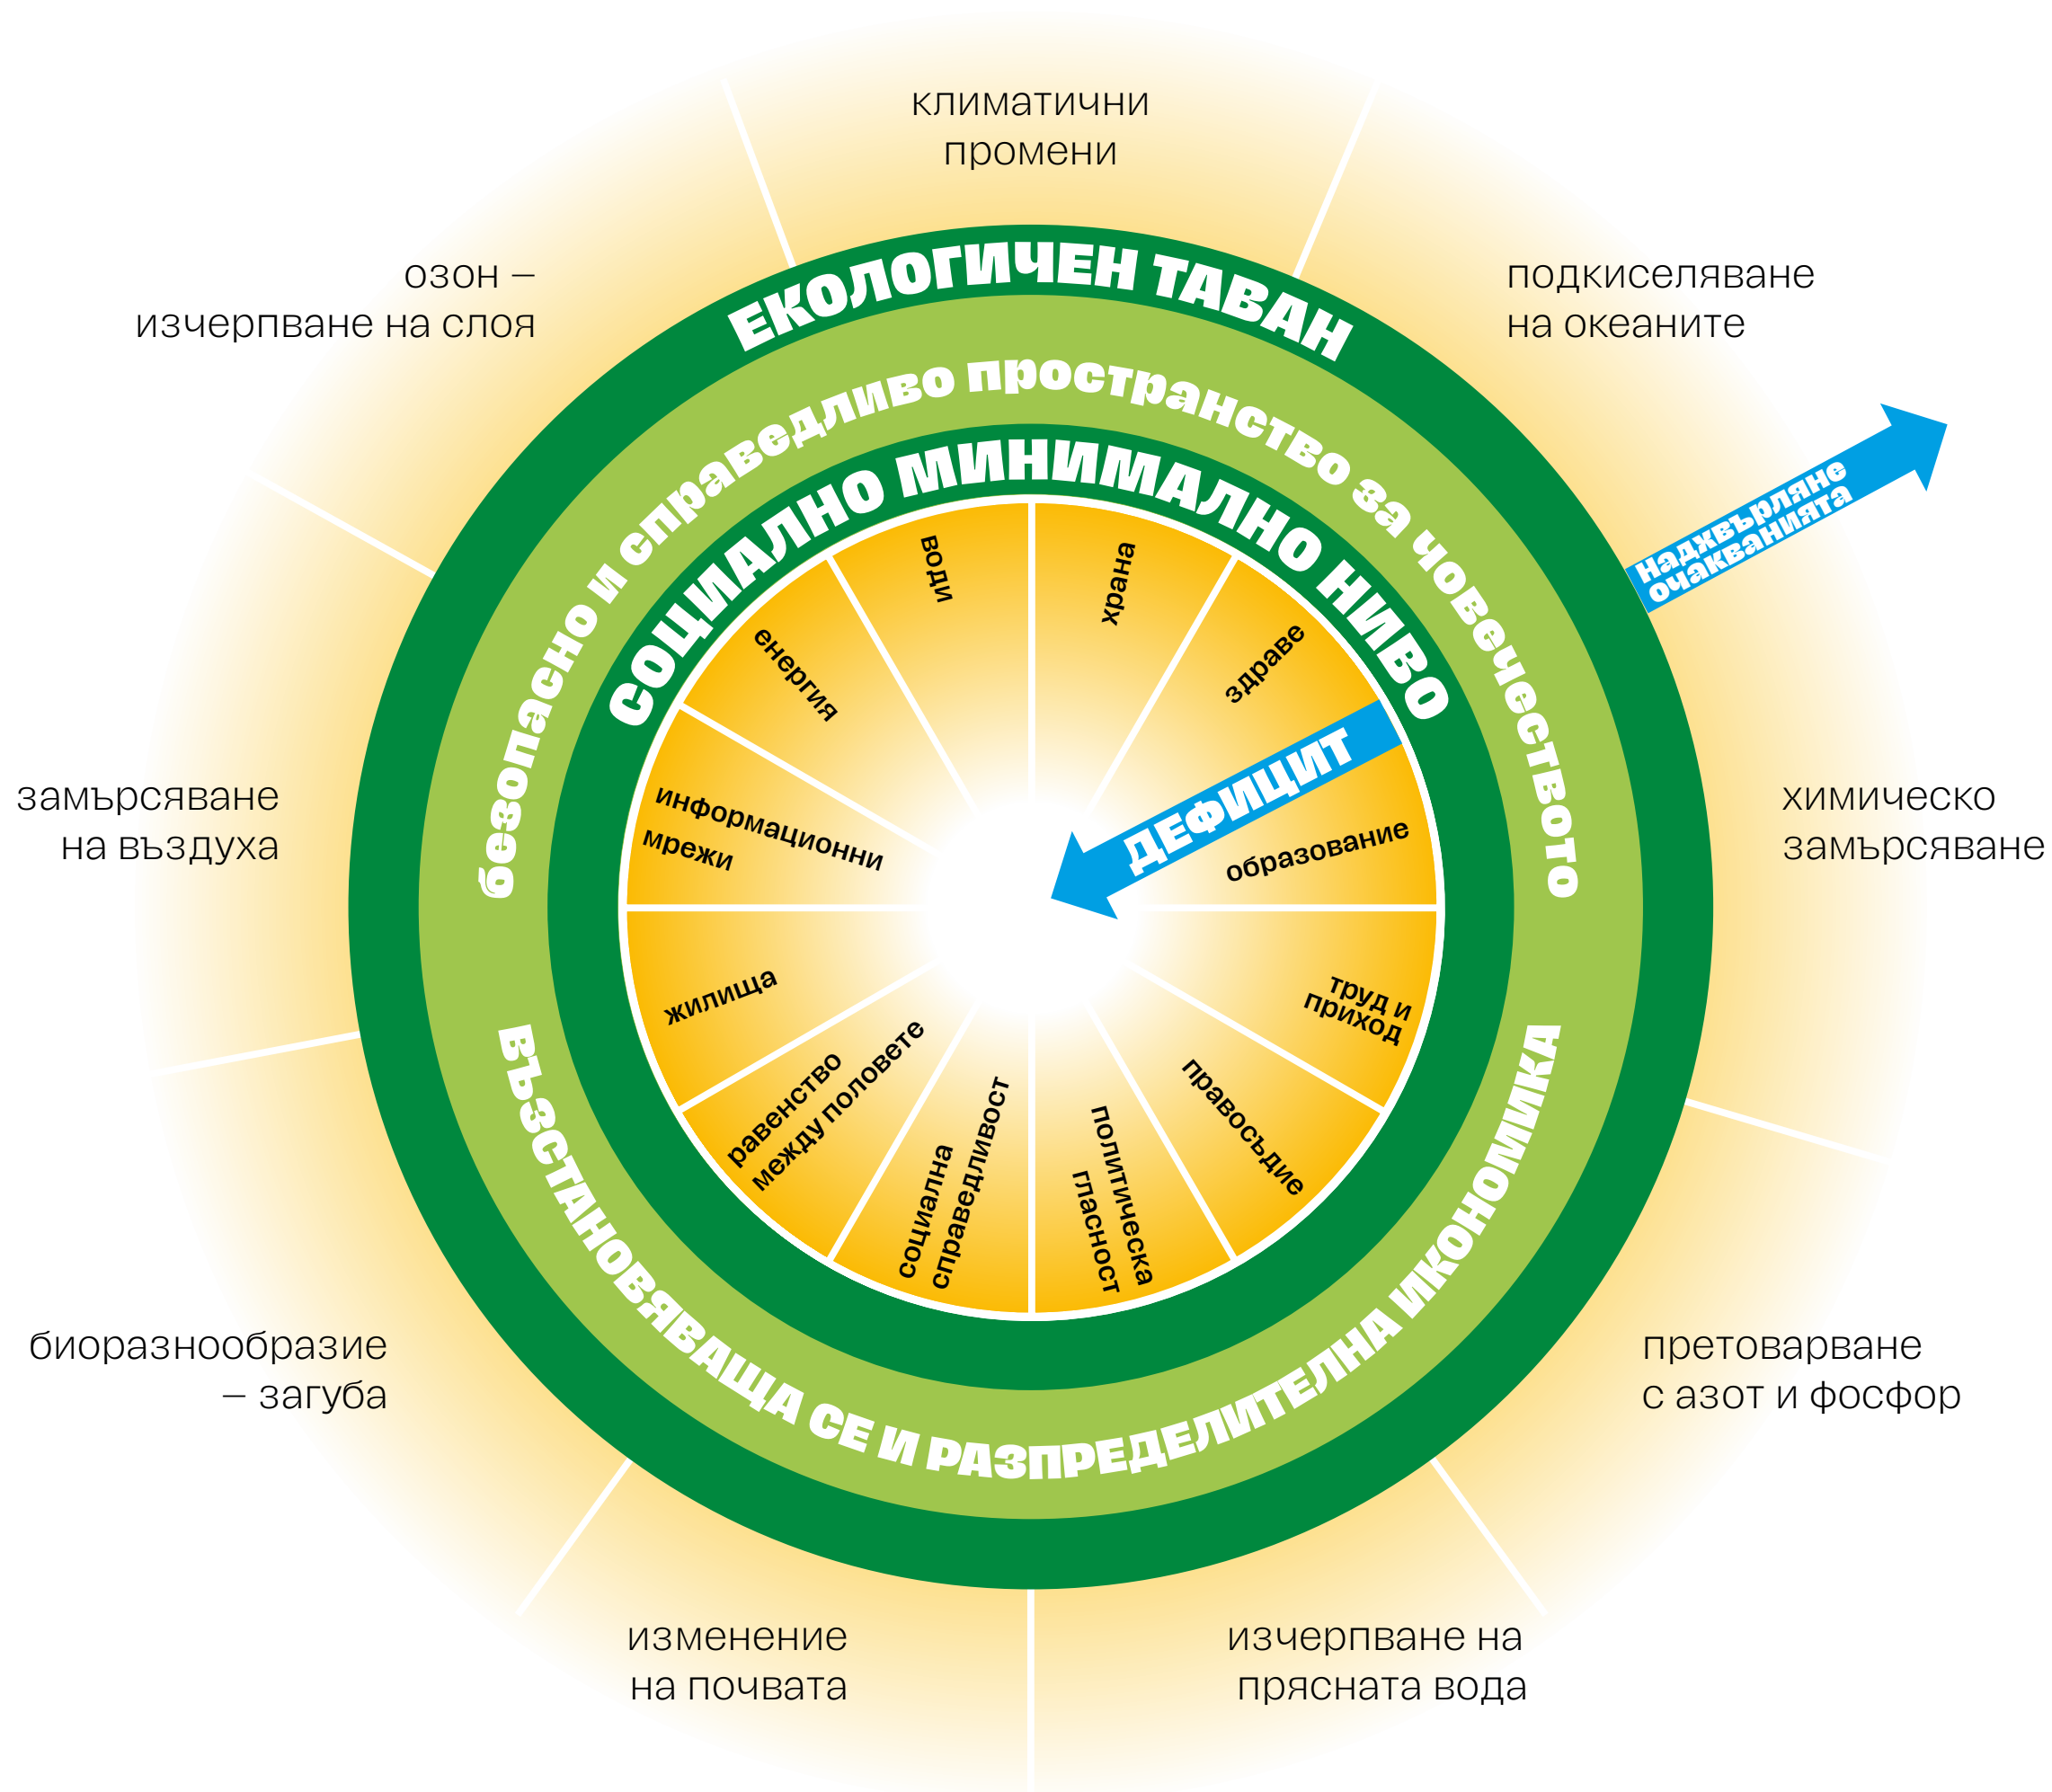 климатични
промени
озон –
изчерпване на слоя
подкиселяване
на океаните
ЕКОЛОГИЧЕН ТАВАН
безопасно и справедливо пространство за човечеството
СОЦИАЛНО МИНИМАЛНО НИВО
Надхвърляне
очакванията
води
храна
енергия
здраве
ДЕФИЦИТ
информационни
мрежи
образование
замърсяване
на въздуха
химическо
замърсяване
жилища
труд и
приход
равенство
между половете
правосъдие
социална
справедливост
политическа
гласност
ВЪЗСТАНОВЯВАЩА СЕ И РАЗПРЕДЕЛИТЕЛНА ИКОНОМИКА
биоразнообразие
– загуба
претоварване
с азот и фосфор
изменение
на почвата
изчерпване на
прясната вода